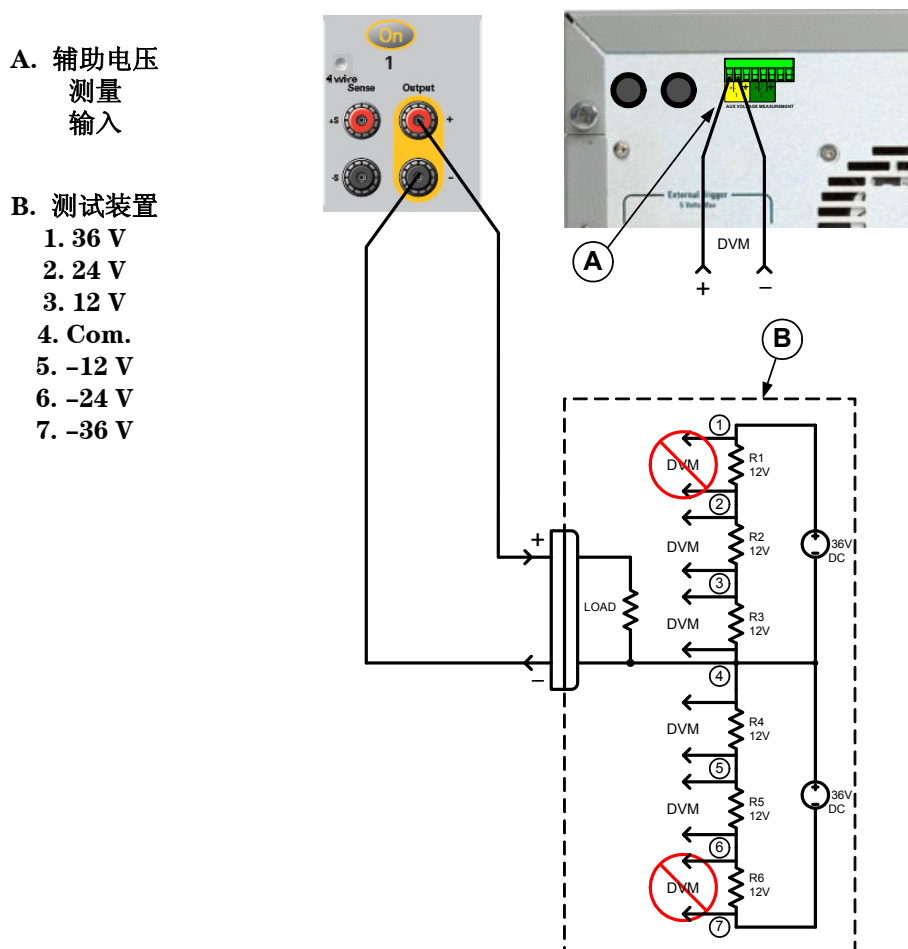 A. 辅助电压
测量
输入
B. 测试装置
1. 36 V
2. 24 V
3. 12 V
4. Com.
5. –12 V
6. –24 V
7. –36 V
On
1
4 wire
Sense
Output
+S
+
-S
–
AUX VOLTAGE MEASUREMENT
External Trigger
5 Volts Max
A
DVM
+
–
B
1
DVM
R1
12V
2
DVM
R2
12V
36V
DC
+
3
LOAD
DVM
R3
12V
–
4
DVM
R4
12V
5
DVM
R5
12V
36V
DC
6
DVM
R6
12V
7